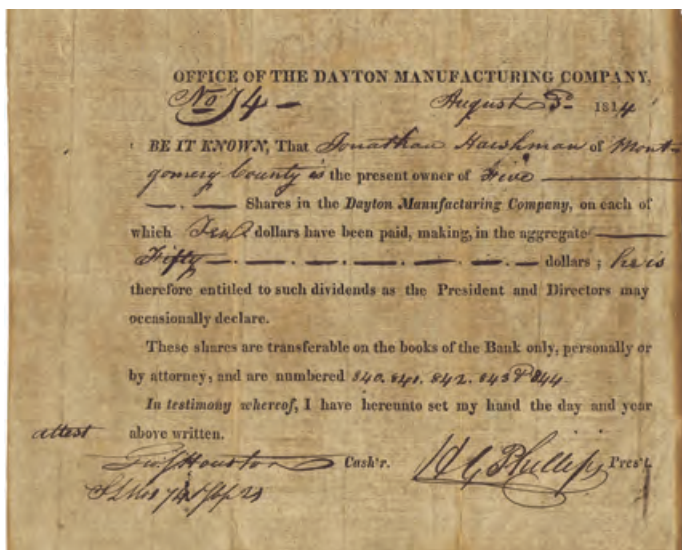 OFFICE OF THE DAYTON MANUFACTURING COMPANY,
No 74 — August 1814
BE IT KNOWN, That Jonathan Harshman of Mont-
gomery County is the present owner of Five
Shares in the Dayton Manufacturing Company, on each of
which Ten dollars have been paid, making, in the aggregate
Fifty dollars; he is
therefore entitled to such dividends as the President and Directors may
occasionally declare.
These shares are transferable on the books of the Bank only, personally or
by attorney, and are numbered 840. 841. 842. 843 & 844
In testimony whereof, I have hereunto set my hand the day and year
attest above written.
Houston Cash'r. H G Phillips Pres't.